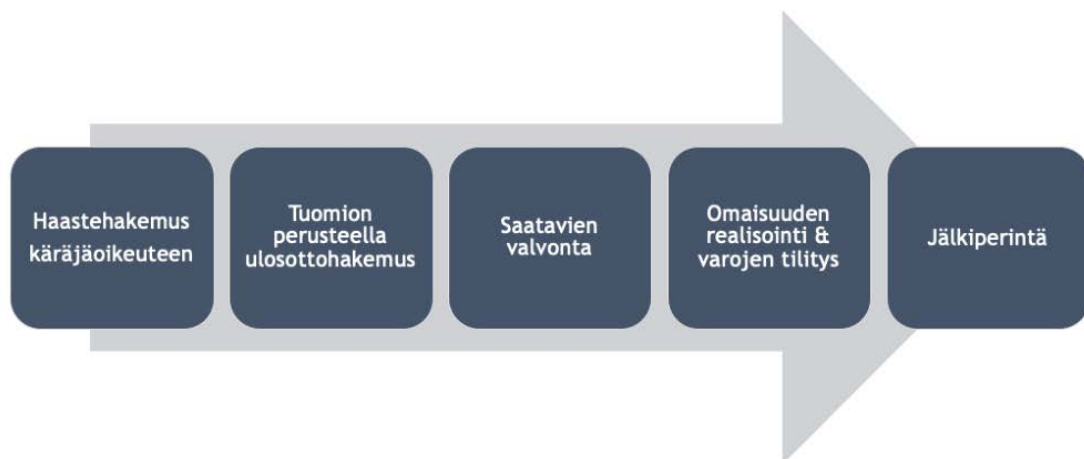 Haastehakemus
käräjäoikeuteen
Tuomion
perusteella
ulosottohakemus
Saatavien
valvonta
Omaisuuden
realisointi &
varojen tilitys
Jälkiperintä